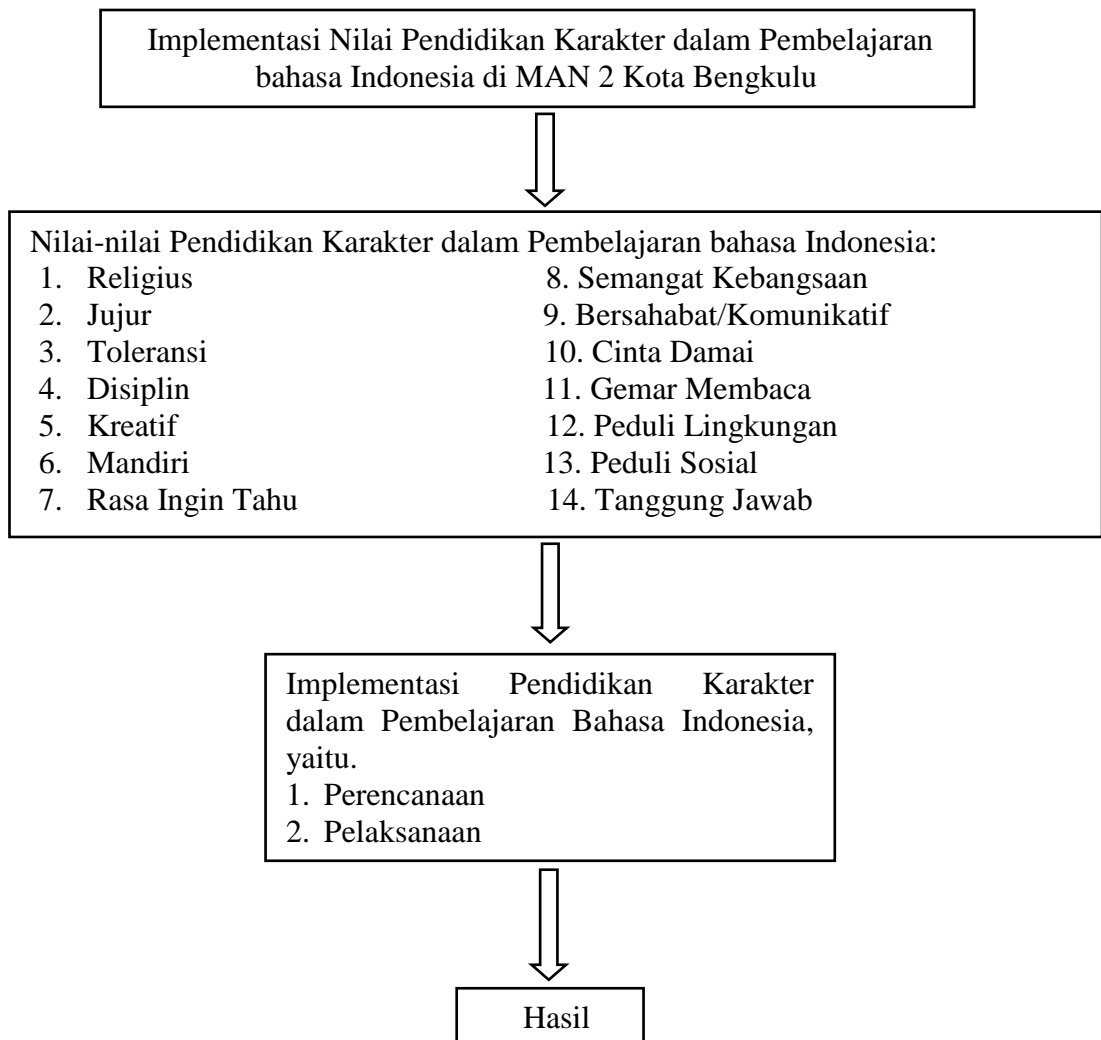 Implementasi Nilai Pendidikan Karakter dalam Pembelajaran
bahasa Indonesia di MAN 2 Kota Bengkulu
Nilai-nilai Pendidikan Karakter dalam Pembelajaran bahasa Indonesia:
1. Religius
2. Jujur
3. Toleransi
4. Disiplin
5. Kreatif
6. Mandiri
7. Rasa Ingin Tahu
8. Semangat Kebangsaan
9. Bersahabat/Komunikatif
10. Cinta Damai
11. Gemar Membaca
12. Peduli Lingkungan
13. Peduli Sosial
14. Tanggung Jawab
Implementasi Pendidikan Karakter
dalam Pembelajaran Bahasa Indonesia,
yaitu.
1. Perencanaan
2. Pelaksanaan
Hasil